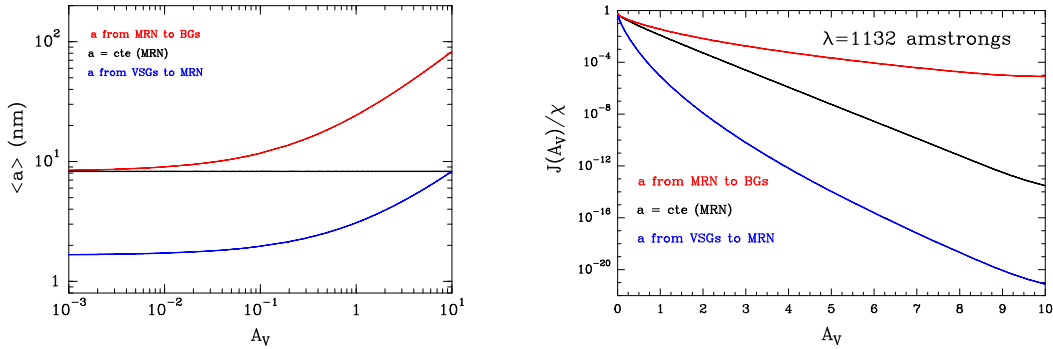 10²
10
1
<a> (nm)
a from MRN to BGs
a = cte (MRN)
a from VSGs to MRN
10⁻³
10⁻²
10⁻¹
1
10¹
A_V
1
10⁻⁴
10⁻⁸
10⁻¹²
10⁻¹⁶
10⁻²⁰
J(A_V)/χ
λ=1132 amstrongs
a from MRN to BGs
a = cte (MRN)
a from VSGs to MRN
0 1 2 3 4 5 6 7 8 9 10
A_V